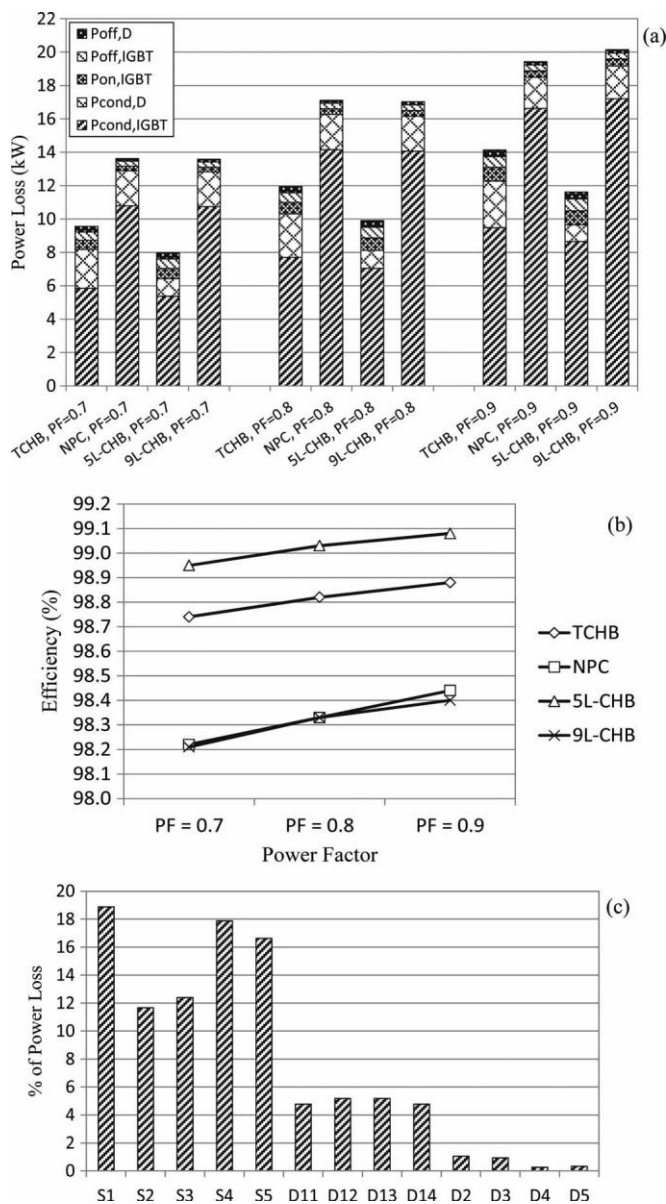 22
20
18
16
14
12
10
8
6
4
2
0
Power Loss (kW)
Poff,D
Poff,IGBT
Pon,IGBT
Pcond,D
Pcond,IGBT
(a)
TCHB, PF=0.7
NPC, PF=0.7
5L-CHB, PF=0.7
9L-CHB, PF=0.7
TCHB, PF=0.8
NPC, PF=0.8
5L-CHB, PF=0.8
9L-CHB, PF=0.8
TCHB, PF=0.9
NPC, PF=0.9
5L-CHB, PF=0.9
9L-CHB, PF=0.9
99.2
99.1
99.0
98.9
98.8
98.7
98.6
98.5
98.4
98.3
98.2
98.1
98.0
Efficiency (%)
(b)
TCHB
NPC
5L-CHB
9L-CHB
PF = 0.7 PF = 0.8 PF = 0.9
Power Factor
20
18
16
14
12
10
8
6
4
2
0
% of Power Loss
(c)
S1 S2 S3 S4 S5 D11 D12 D13 D14 D2 D3 D4 D5